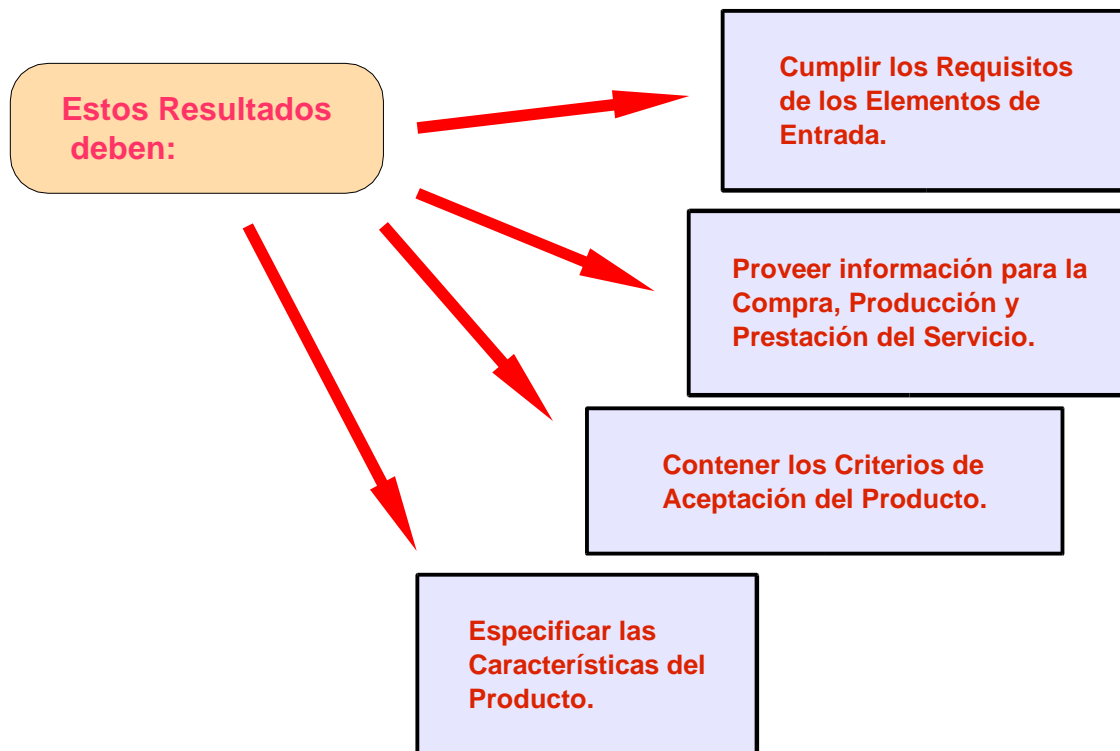 Estos Resultados
deben:
Cumplir los Requisitos
de los Elementos de
Entrada.
Proveer información para la
Compra, Producción y
Prestación del Servicio.
Contener los Criterios de
Aceptación del Producto.
Especificar las
Características del
Producto.